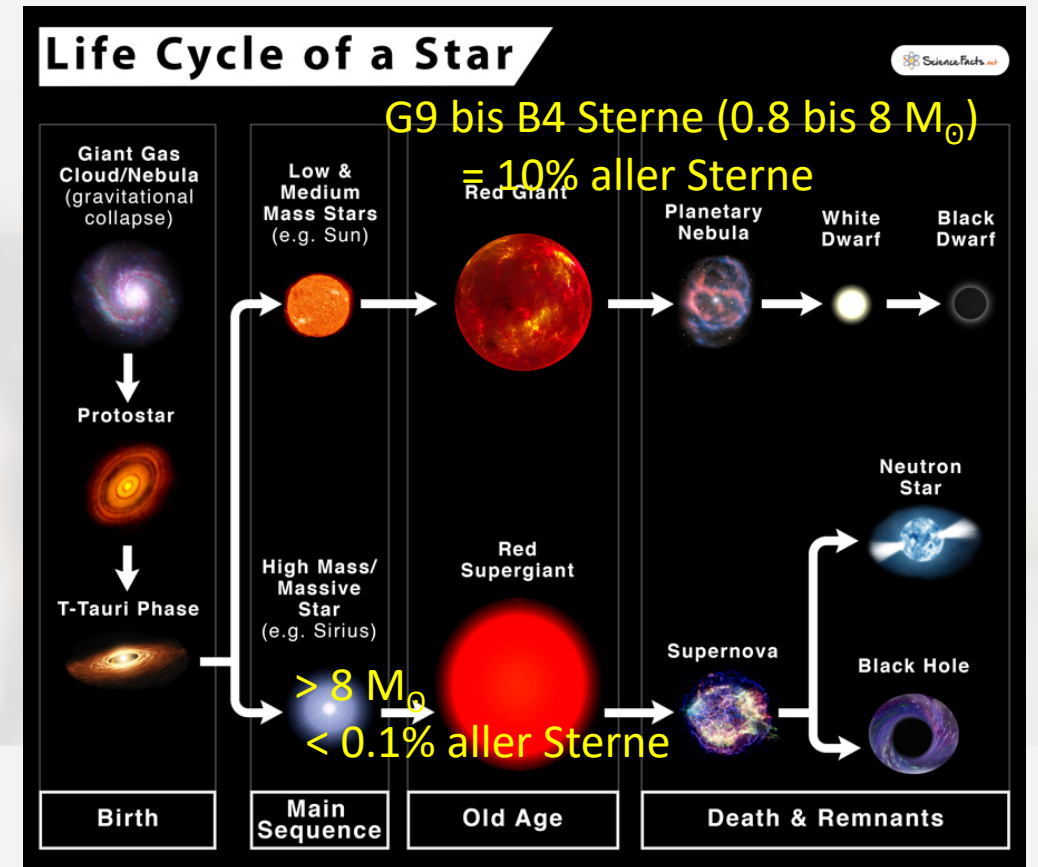 Life Cycle of a Star
ScienceFacts.net
G9 bis B4 Sterne (0.8 bis 8 M☉)
= 10% aller Sterne
Giant Gas
Cloud/Nebula
(gravitational
collapse)
Protostar
T-Tauri Phase
Low &
Medium
Mass Stars
(e.g. Sun)
Red Giant
Planetary
Nebula
White
Dwarf
Black
Dwarf
High Mass/
Massive
Star
(e.g. Sirius)
> 8 M☉
< 0.1% aller Sterne
Red
Supergiant
Supernova
Neutron
Star
Black Hole
Birth
Main
Sequence
Old Age
Death & Remnants